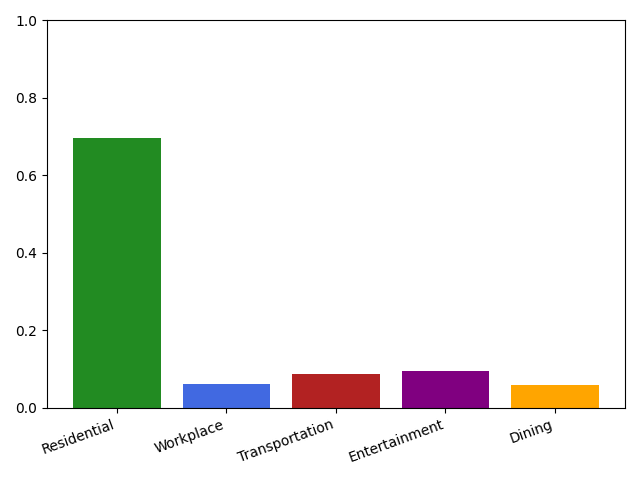 1.0
0.8
0.6
0.4
0.2
0.0
Residential
Workplace
Transportation
Entertainment
Dining